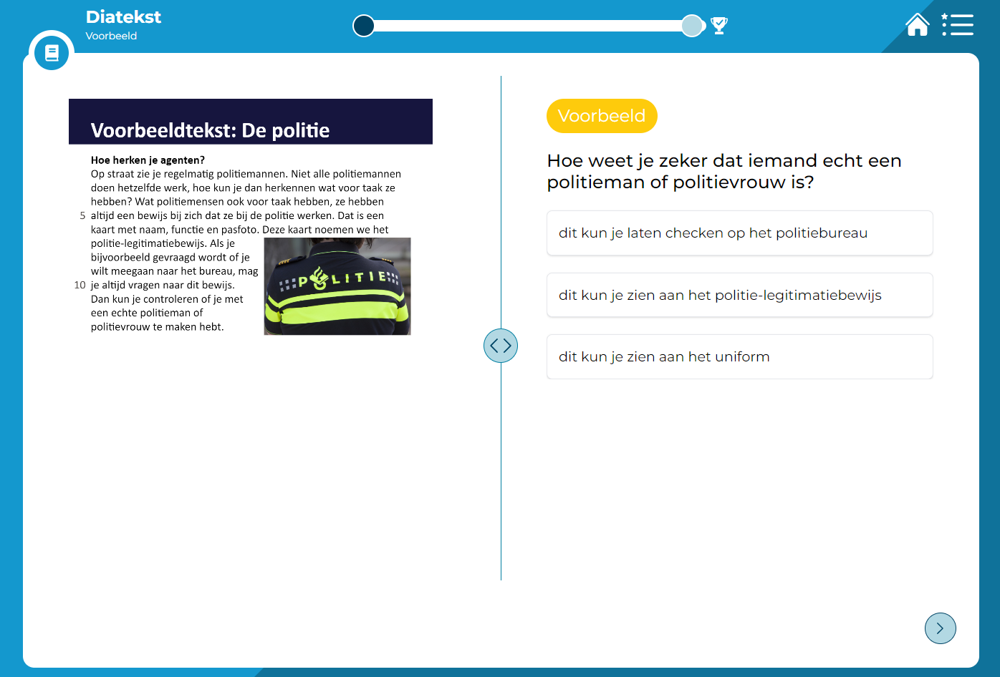 Diatekst
Voorbeeld
Voorbeeldtekst: De politie
Hoe herken je agenten?
Op straat zie je regelmatig politiemannen. Niet alle politiemannen
doen hetzelfde werk, hoe kun je dan herkennen wat voor taak ze
hebben? Wat politiemensen ook voor taak hebben, ze hebben
5 altijd een bewijs bij zich dat ze bij de politie werken. Dat is een
kaart met naam, functie en pasfoto. Deze kaart noemen we het
politie-legitimatiebewijs. Als je
bijvoorbeeld gevraagd wordt of je
wilt meegaan naar het bureau, mag
10 je altijd vragen naar dit bewijs.
Dan kun je controleren of je met
een echte politieman of
politievrouw te maken hebt.
POLITIE
Voorbeeld
Hoe weet je zeker dat iemand echt een
politieman of politievrouw is?
dit kun je laten checken op het politiebureau
dit kun je zien aan het politie-legitimatiebewijs
dit kun je zien aan het uniform